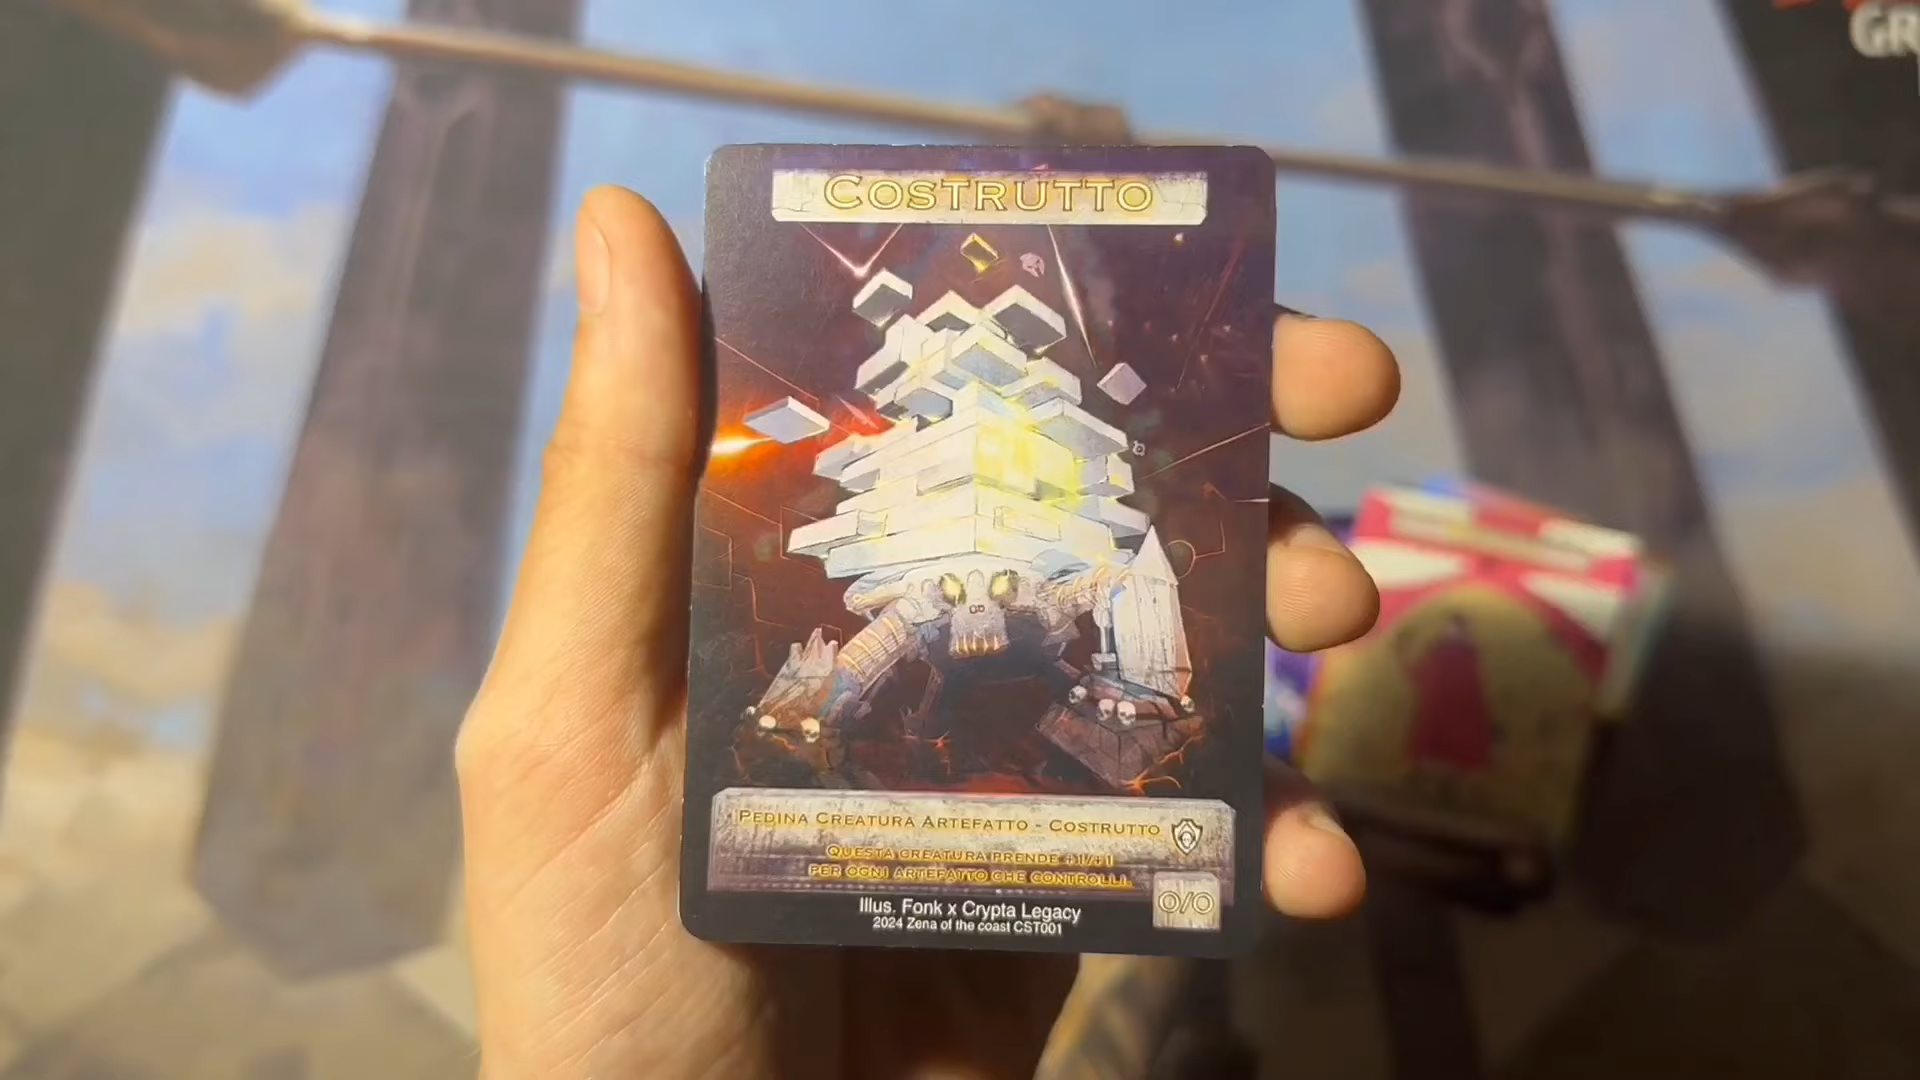 GR
COSTRUTTO
PEDINA CREATURA ARTEFATTO - COSTRUTTO
QUESTA CREATURA PRENDE +1/+1
PER OGNI ARTEFATTO CHE CONTROLLI.
0/0
Illus. Fonk x Crypta Legacy
2024 Zena of the coast CST001